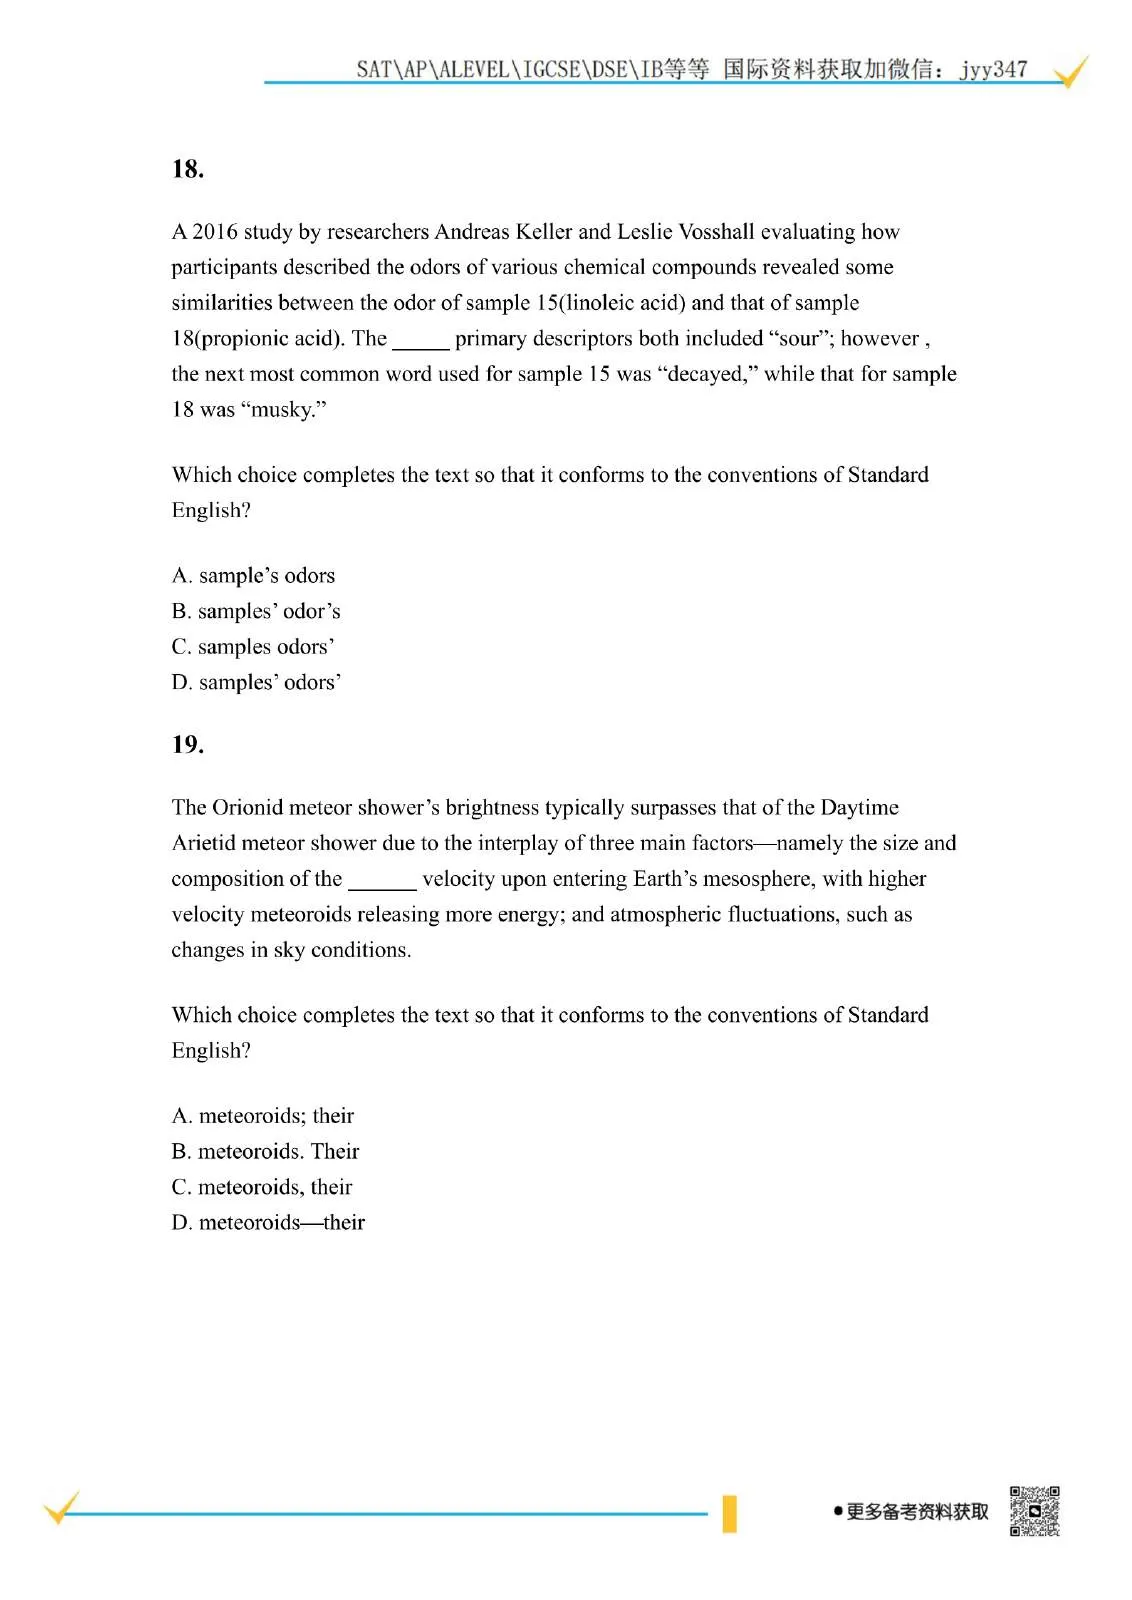 SAT\AP\ALEVEL\IGCSE\DSE\IB等等 国际资料获取加微信：jyy347
18.
A 2016 study by researchers Andreas Keller and Leslie Vosshall evaluating how
participants described the odors of various chemical compounds revealed some
similarities between the odor of sample 15(linoleic acid) and that of sample
18(propionic acid). The _____ primary descriptors both included “sour”; however ,
the next most common word used for sample 15 was “decayed,” while that for sample
18 was “musky.”
Which choice completes the text so that it conforms to the conventions of Standard
English?
A. sample’s odors
B. samples’ odor’s
C. samples odors’
D. samples’ odors’
19.
The Orionid meteor shower’s brightness typically surpasses that of the Daytime
Arietid meteor shower due to the interplay of three main factors—namely the size and
composition of the ______ velocity upon entering Earth’s mesosphere, with higher
velocity meteoroids releasing more energy; and atmospheric fluctuations, such as
changes in sky conditions.
Which choice completes the text so that it conforms to the conventions of Standard
English?
A. meteoroids; their
B. meteoroids. Their
C. meteoroids, their
D. meteoroids—their
•更多备考资料获取